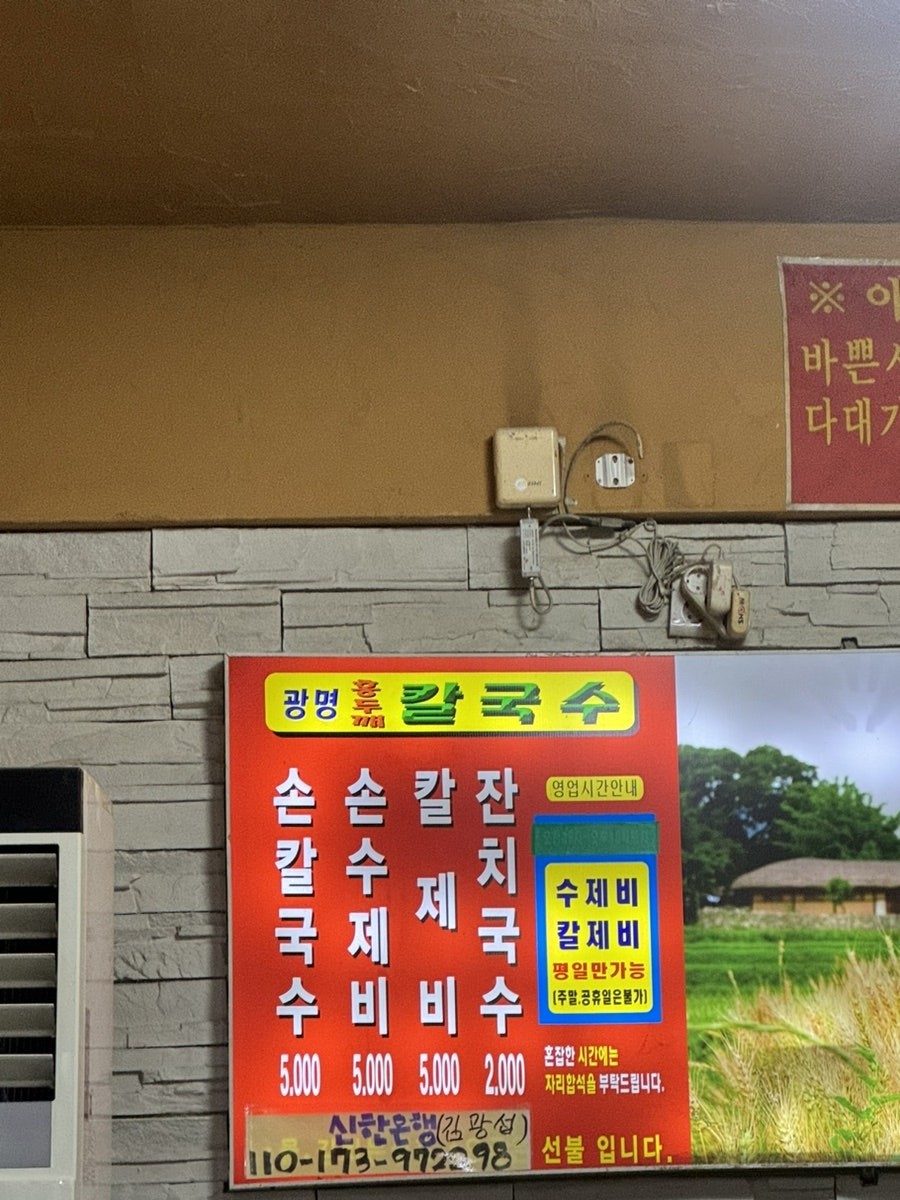 ※ 이
바쁜
다대기
광명 홍두깨 칼국수
손칼국수 5,000
손수제비 5,000
칼제비 5,000
잔치국수 2,000
영업시간안내
수제비
칼제비
평일만가능
(주말,공휴일은불가)
혼잡한 시간에는
자리합석을 부탁드립니다.
선불 입니다.
신한은행(김광섭)